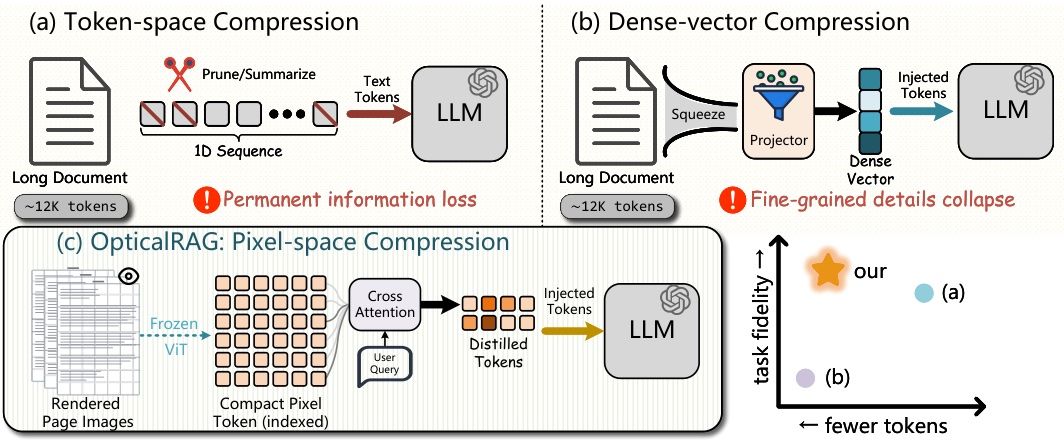 (a) Token-space Compression
Prune/Summarize
Text
Tokens
LLM
1D Sequence
Long Document
~12K tokens
! Permanent information loss
(b) Dense-vector Compression
Squeeze
Projector
Injected
Tokens
LLM
Dense
Vector
Long Document
~12K tokens
! Fine-grained details collapse
(c) OpticalRAG: Pixel-space Compression
Frozen
ViT
Cross
Attention
User
Query
Distilled
Tokens
Injected
Tokens
LLM
Rendered
Page Images
Compact Pixel
Token (indexed)
task fidelity →
our
(a)
(b)
← fewer tokens